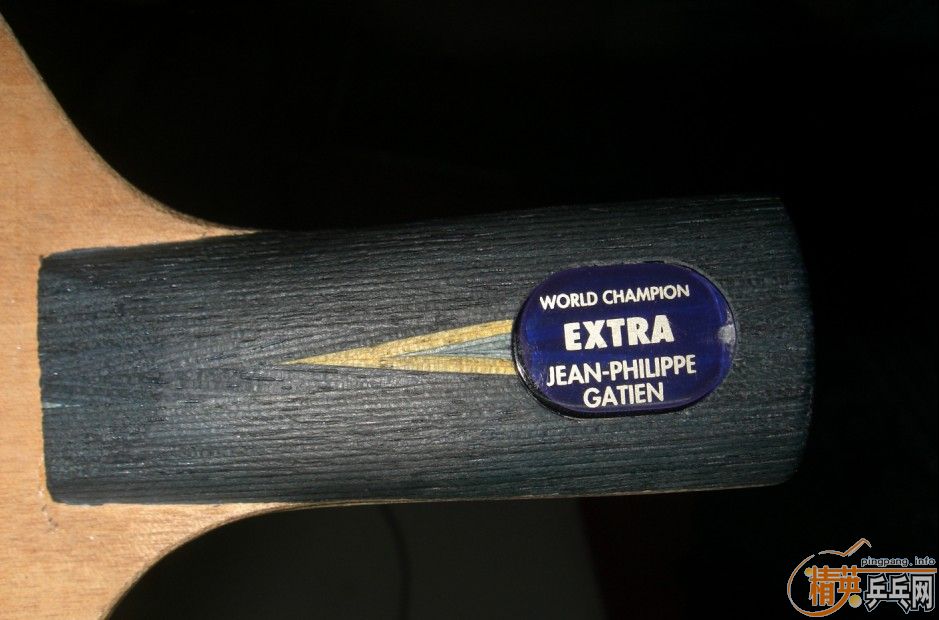 WORLD CHAMPION
EXTRA
JEAN-PHILIPPE
GATIEN
pingpang.info
精英乒乓网